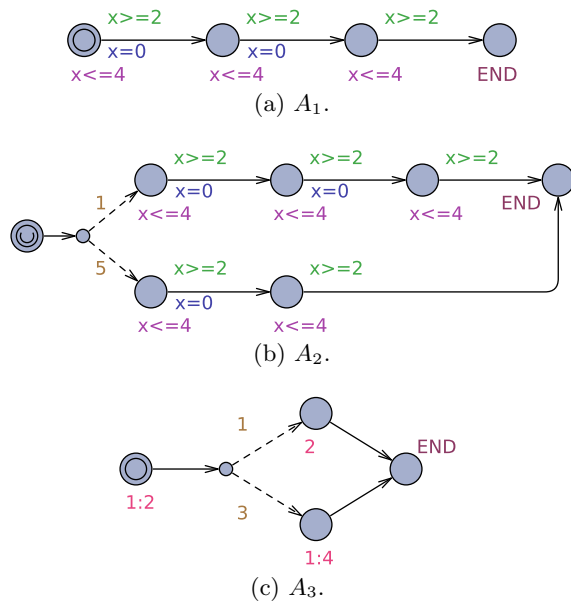 x>=2 x>=2 x>=2
x=0 x=0
x<=4 x<=4 x<=4 END
(a) A₁.
x>=2 x>=2 x>=2
1 x=0 x=0 END
x<=4 x<=4 x<=4
5 x>=2 x>=2
x=0
x<=4 x<=4
(b) A₂.
1 END
2
1:2 3
1:4
(c) A₃.